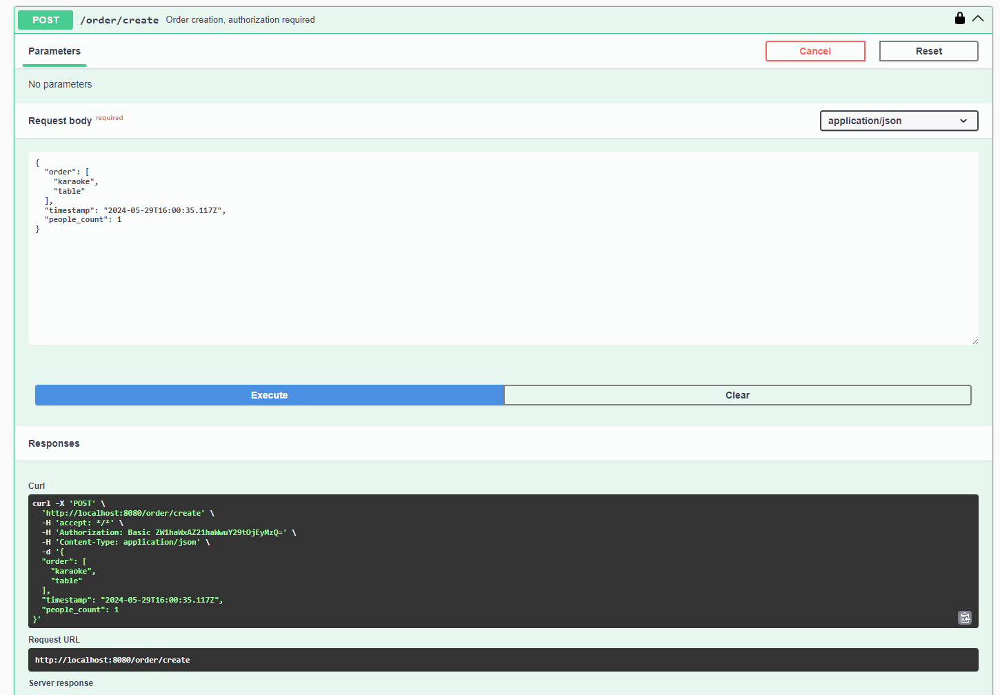 POST /order/create Order creation, authorization required
Parameters Cancel Reset
No parameters
Request body required application/json
{
"order": [
"karaoke",
"table"
],
"timestamp": "2024-05-29T16:00:35.117Z",
"people_count": 1
}
Execute Clear
Responses
Curl
curl -X 'POST' \
'http://localhost:8080/order/create' \
-H 'accept: */*' \
-H 'Authorization: Basic ZW1haWxAZ21haWwuY29tOjEyMzQ=' \
-H 'Content-Type: application/json' \
-d '{
"order": [
"karaoke",
"table"
],
"timestamp": "2024-05-29T16:00:35.117Z",
"people_count": 1
}'
Request URL
http://localhost:8080/order/create
Server response